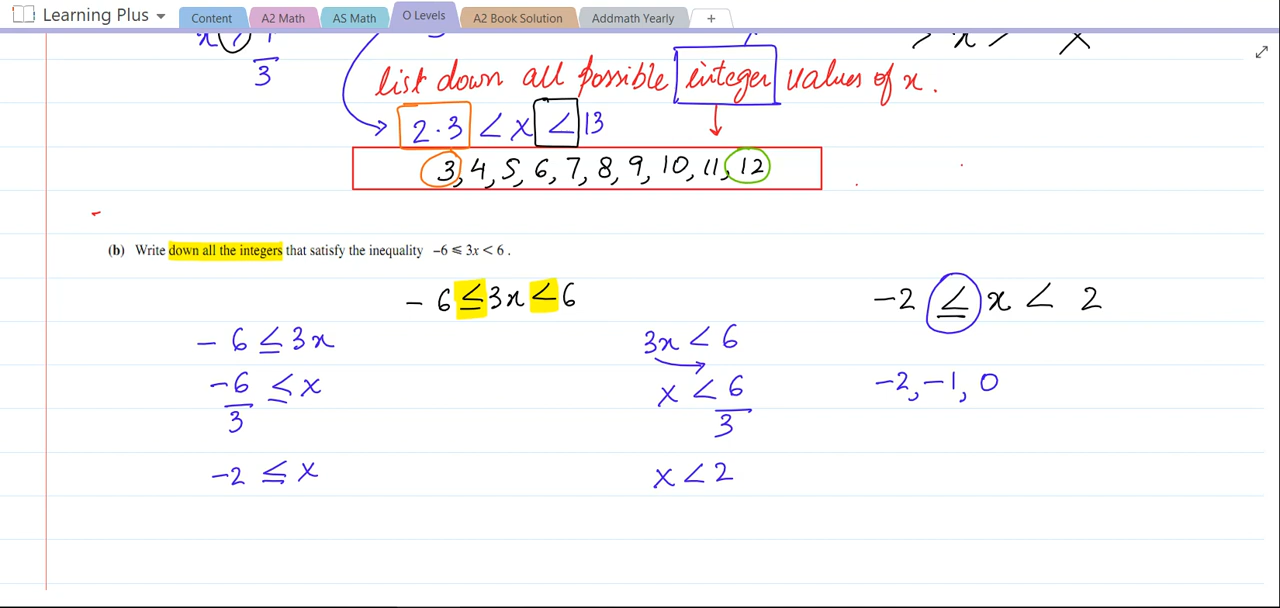 Learning Plus
Content A2 Math AS Math O Levels A2 Book Solution Addmath Yearly +
3
list down all possible integer values of x.
2.3 < x < 13
3, 4, 5, 6, 7, 8, 9, 10, 11, 12
(b) Write down all the integers that satisfy the inequality −6 ⩽ 3x < 6 .
−6 ≤ 3x < 6
−2 ≤ x < 2
−6 ≤ 3x
3x < 6
−6/3 ≤ x
x < 6/3
−2, −1, 0
−2 ≤ x
x < 2